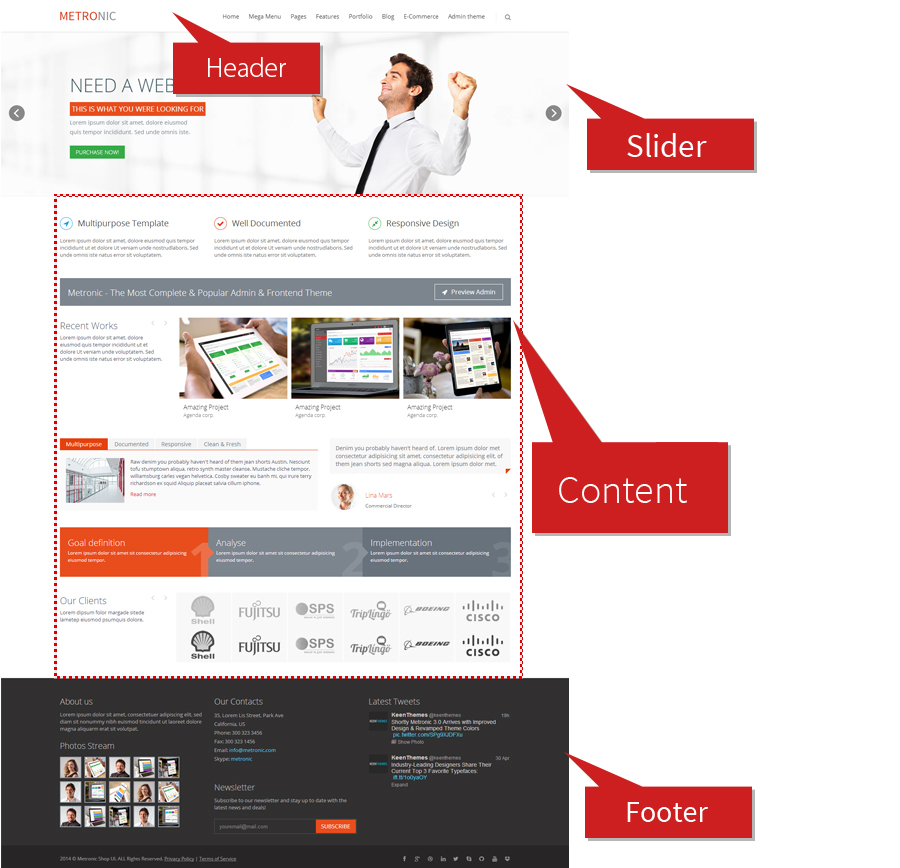 METRONIC
Home Mega Menu Pages Features Portfolio Blog E-Commerce Admin theme
Header
NEED A WEB
THIS IS WHAT YOU WERE LOOKING FOR
Lorem ipsum dolor sit amet, dolore eiusmod
quis tempor incididunt. Sed unde omnis iste.
PURCHASE NOW!
Slider
Multipurpose Template
Lorem ipsum dolor sit amet, dolore eiusmod quis tempor
incididunt ut et dolore Ut veniam unde nostrudlaboris. Sed
unde omnis iste natus error sit voluptatem.
Well Documented
Lorem ipsum dolor sit amet, dolore eiusmod quis tempor
incididunt ut et dolore Ut veniam unde nostrudlaboris. Sed
unde omnis iste natus error sit voluptatem.
Responsive Design
Lorem ipsum dolor sit amet, dolore eiusmod quis tempor
incididunt ut et dolore Ut veniam unde nostrudlaboris. Sed
unde omnis iste natus error sit voluptatem.
Metronic - The Most Complete & Popular Admin & Frontend Theme
Preview Admin
Recent Works
Lorem ipsum dolor sit amet, dolore
eiusmod quis tempor incididunt ut et
dolore Ut veniam unde voluptatem. Sed
unde omnis iste natus error sit voluptatem.
Amazing Project
Agenda corp.
Amazing Project
Agenda corp.
Amazing Project
Agenda corp.
Content
Multipurpose Documented Responsive Clean & Fresh
Raw denim you probably haven't heard of them jean shorts Austin. Nesciunt
tofu stumptown aliqua, retro synth master cleanse. Mustache cliche tempor,
williamsburg carles vegan helvetica. Cosby sweater eu banh mi, qui irure terry
richardson ex squid Aliquip placeat salvia cillum iphone.
Read more
Denim you probably haven't heard of. Lorem ipsum dolor met
consectetur adipisicing sit amet, consectetur adipisicing elit, of
them jean shorts sed magna aliqua. Lorem ipsum dolor met.
Lina Mars
Commercial Director
Goal definition
Lorem ipsum dolor sit amet sit consectetur adipisicing
eiusmod tempor.
1
Analyse
Lorem ipsum dolor sit amet sit consectetur adipisicing
eiusmod tempor.
2
Implementation
Lorem ipsum dolor sit amet sit consectetur adipisicing
eiusmod tempor.
3
Our Clients
Lorem dipsum folor margade sitede
lametep eiusmod psumquis dolore.
Shell FUJITSU SPS TripLingo BOEING CISCO
Shell FUJITSU SPS TripLingo BOEING CISCO
About us
Lorem ipsum dolor sit amet, consectetuer adipiscing elit, sed
diam sit nonummy nibh euismod tincidunt ut laoreet dolore
magna aliquarm erat sit volutpat.
Photos Stream
Our Contacts
35, Lorem Lis Street, Park Ave
California, US
Phone: 300 323 3456
Fax: 300 323 1456
Email: info@metronic.com
Skype: metronic
Newsletter
Subscribe to our newsletter and stay up to date with the
latest news and deals!
youremail@mail.com SUBSCRIBE
Latest Tweets
KeenThemes @keenthemes
Shortly Metronic 3.0 Arrives with Improved
Design & Revamped Theme Colors
pic.twitter.com/SPg9XJDFXu
Show Photo
KeenThemes @keenthemes 30 Apr
Industry-Leading Designers Share Their
Current Top 3 Favorite Typefaces
ift.tt/1o0yaOY
Expand
Footer
2014 © Metronic Shop UI. ALL Rights Reserved. Privacy Policy | Terms of Service